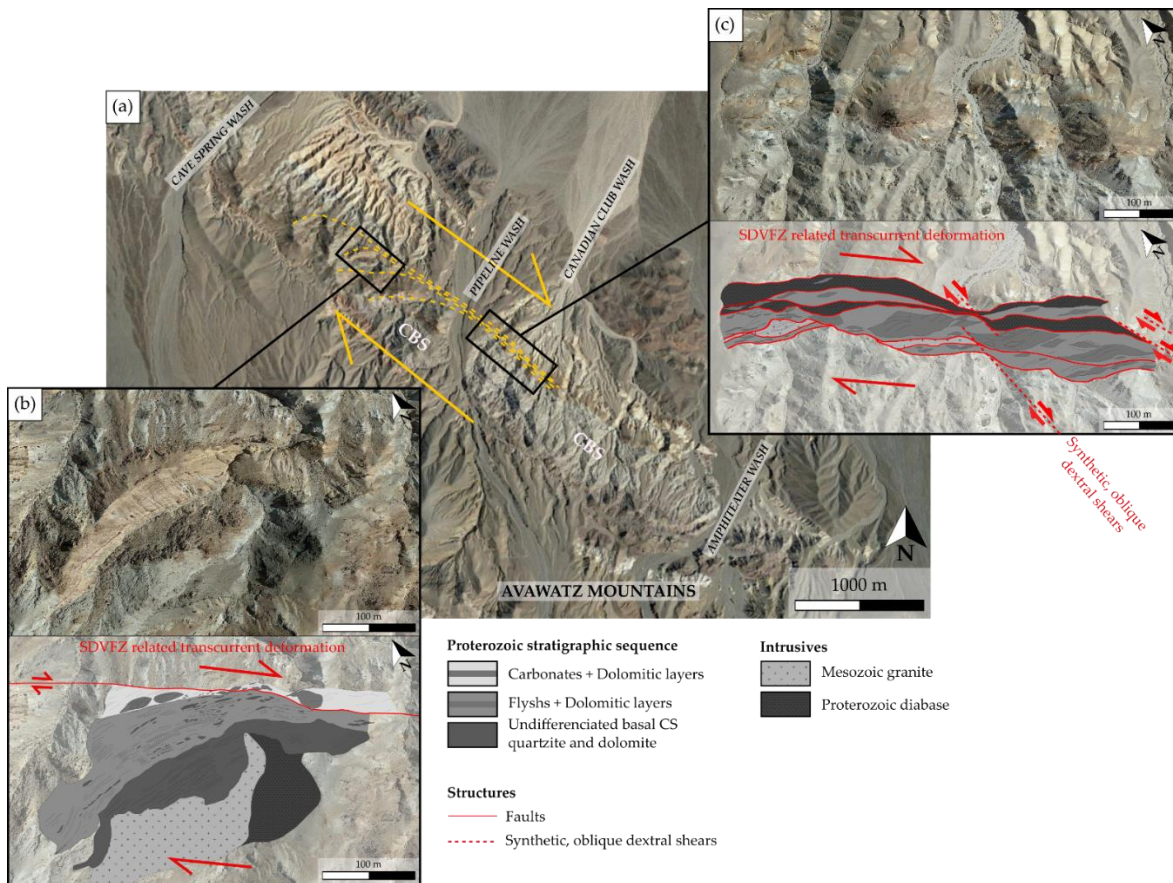 (a)
CAVE SPRING WASH
PIPELINE WASH
CANADIAN CLUB WASH
CBS
CBS
AMPHITEATER WASH
AVAWATZ MOUNTAINS
N
1000 m
(b)
N
100 m
SDVFZ related transcurrent deformation
N
100 m
(c)
N
100 m
SDVFZ related transcurrent deformation
N
100 m
Synthetic, oblique
dextral shears
Proterozoic stratigraphic sequence
Carbonates + Dolomitic layers
Flyshs + Dolomitic layers
Undifferenciated basal CS
quartzite and dolomite
Structures
Faults
Synthetic, oblique dextral shears
Intrusives
Mesozoic granite
Proterozoic diabase